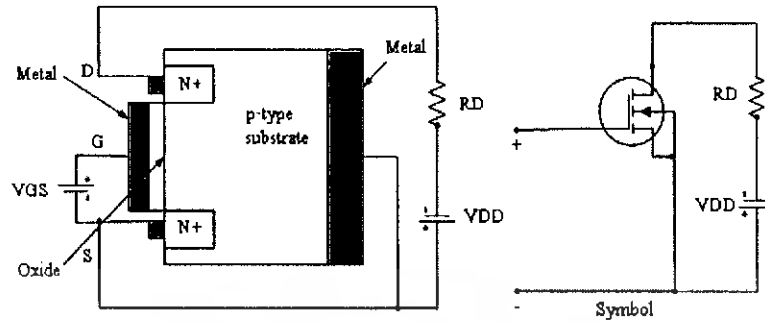 Metal
D
N+
Metal
p-type
substrate
RD
G
VGS
+
-
N+
S
Oxide
VDD
-
+
+
-
RD
VDD
-
+
Symbol